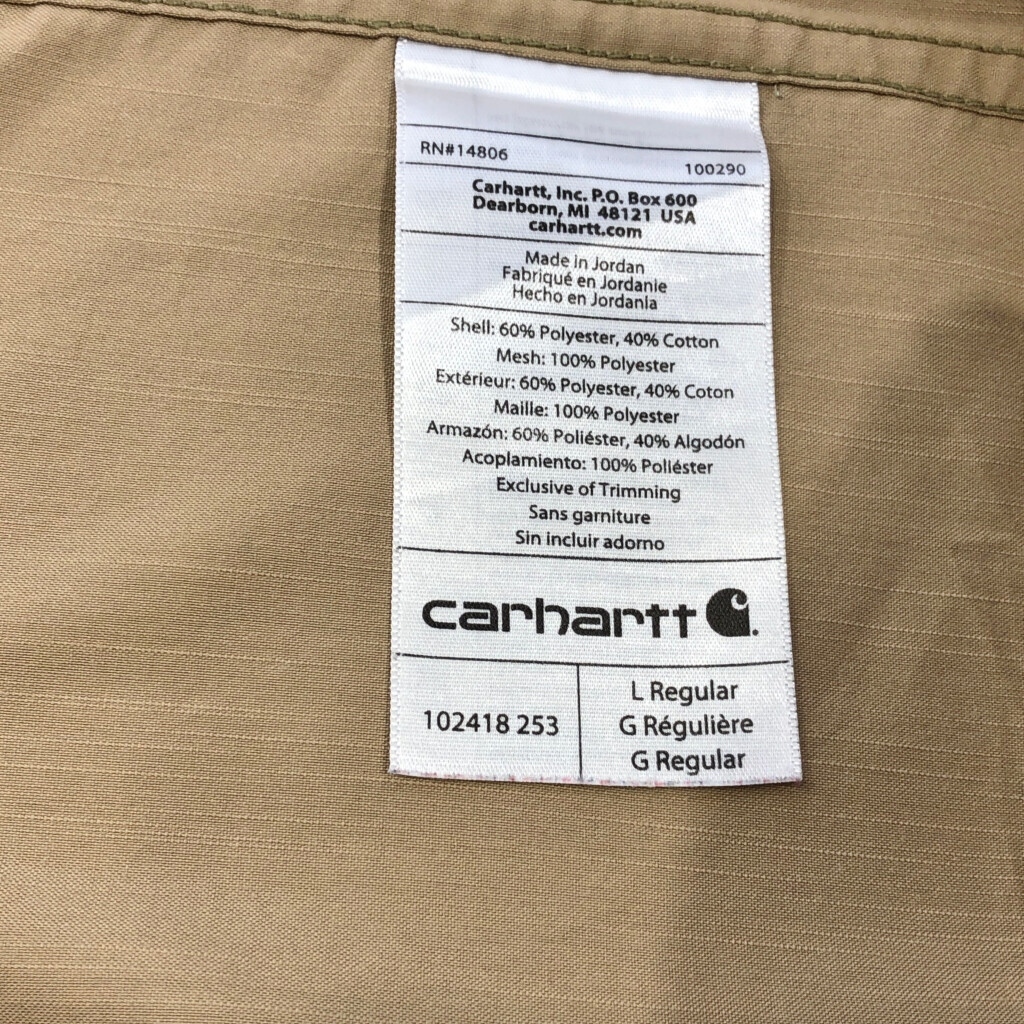 RN#14806
100290
Carhartt, Inc. P.O. Box 600
Dearborn, MI 48121 USA
carhartt.com
Made in Jordan
Fabriqué en Jordanie
Hecho en Jordania
Shell: 60% Polyester, 40% Cotton
Mesh: 100% Polyester
Extérieur: 60% Polyester, 40% Coton
Maille: 100% Polyester
Armazón: 60% Poliéster, 40% Algodón
Acoplamiento: 100% Poliéster
Exclusive of Trimming
Sans garniture
Sin incluir adorno
carhartt
102418 253
L Regular
G Régulière
G Regular